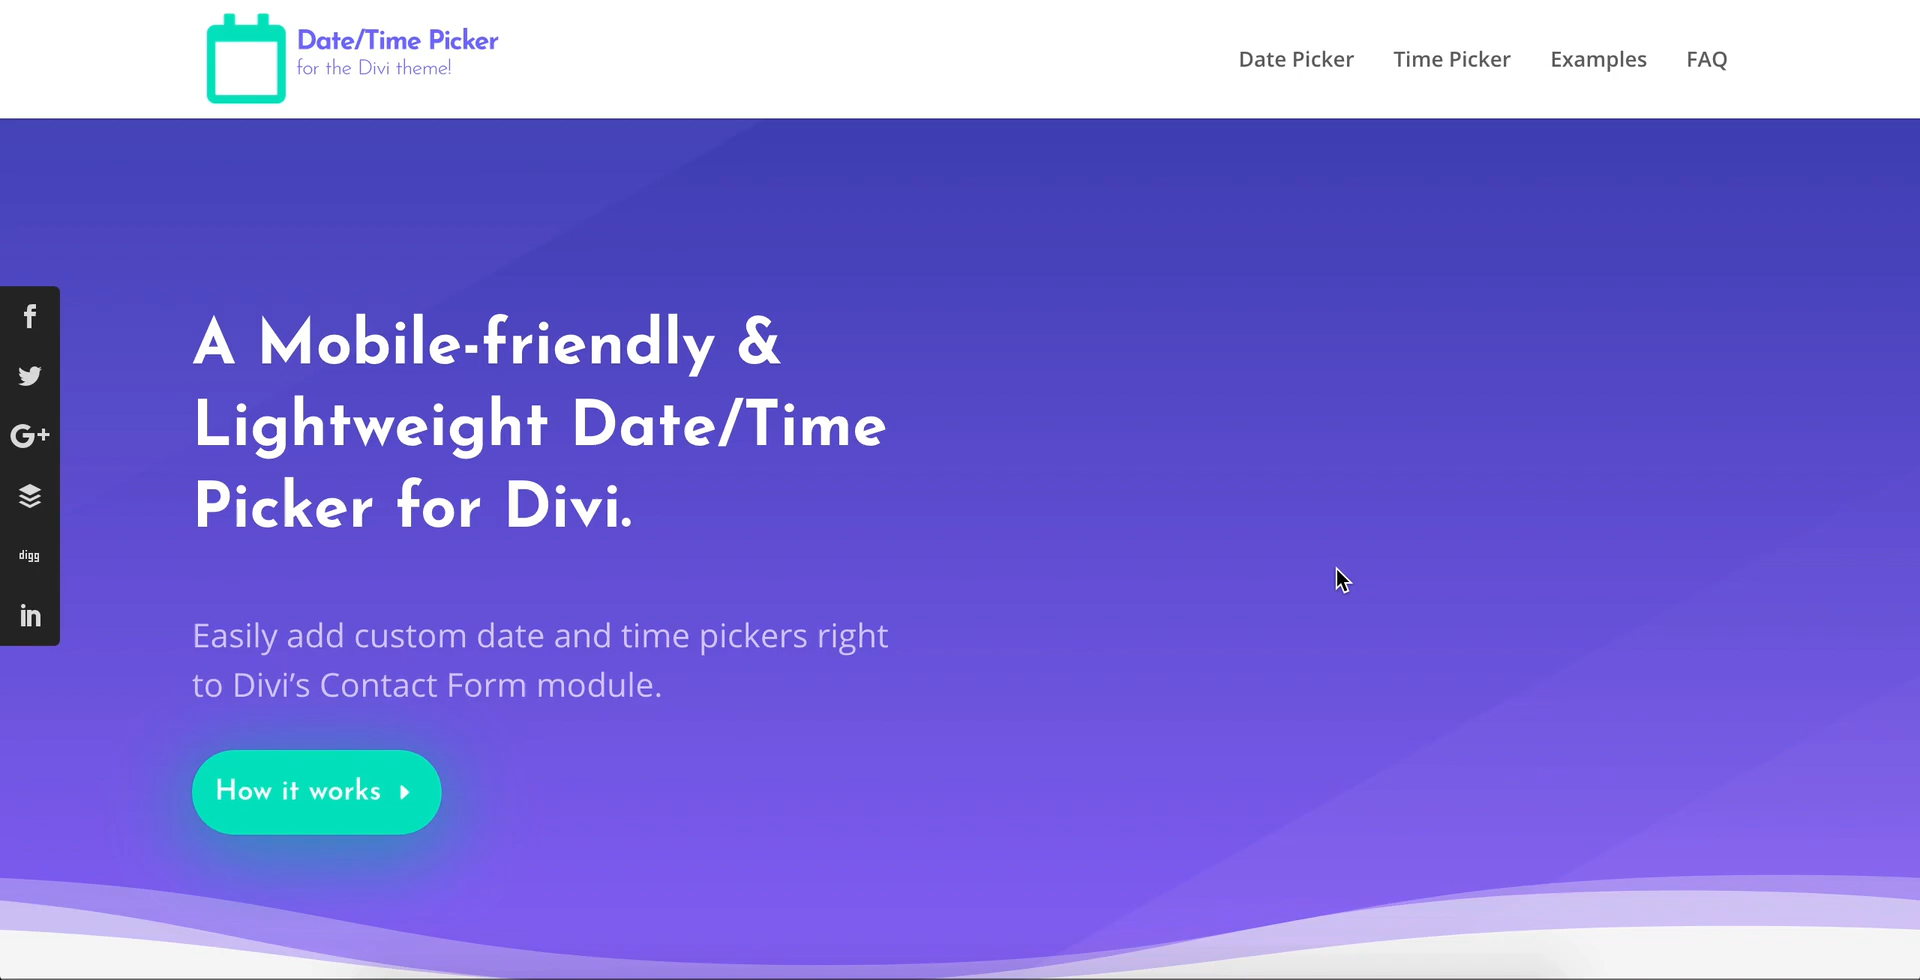 Date/Time Picker
for the Divi theme!
Date Picker Time Picker Examples FAQ
A Mobile-friendly &
Lightweight Date/Time
Picker for Divi.
G+
digg
in
Easily add custom date and time pickers right
to Divi’s Contact Form module.
How it works